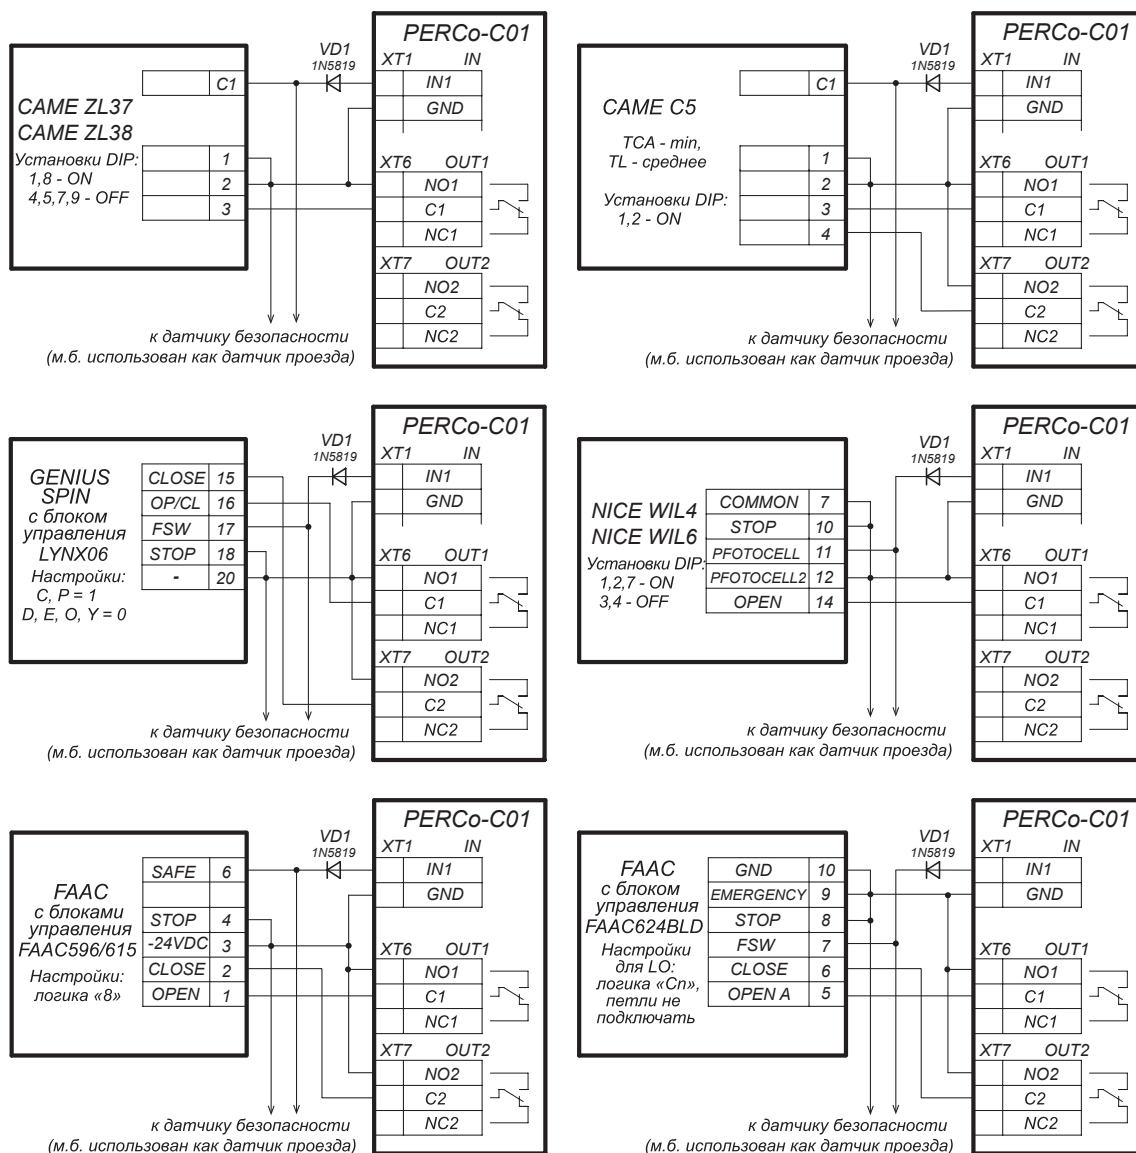 PERCo-C01
VD1
1N5819
XT1 IN
C1
IN1
GND
CAME ZL37
CAME ZL38
Установки DIP:
1,8 - ON
4,5,7,9 - OFF
1
2
3
XT6 OUT1
NO1
C1
NC1
XT7 OUT2
NO2
C2
NC2
к датчику безопасности
(м.б. использован как датчик проезда)
PERCo-C01
VD1
1N5819
XT1 IN
C1
IN1
GND
CAME C5
TCA - min,
TL - среднее
Установки DIP:
1,2 - ON
1
2
3
4
XT6 OUT1
NO1
C1
NC1
XT7 OUT2
NO2
C2
NC2
к датчику безопасности
(м.б. использован как датчик проезда)
PERCo-C01
VD1
1N5819
XT1 IN
IN1
GND
GENIUS
SPIN
с блоком
управления
LYNX06
Настройки:
C, P = 1
D, E, O, Y = 0
CLOSE 15
OP/CL 16
FSW 17
STOP 18
- 20
XT6 OUT1
NO1
C1
NC1
XT7 OUT2
NO2
C2
NC2
к датчику безопасности
(м.б. использован как датчик проезда)
PERCo-C01
VD1
1N5819
XT1 IN
IN1
GND
NICE WIL4
NICE WIL6
Установки DIP:
1,2,7 - ON
3,4 - OFF
COMMON 7
STOP 10
PFOTOCELL 11
PFOTOCELL2 12
OPEN 14
XT6 OUT1
NO1
C1
NC1
XT7 OUT2
NO2
C2
NC2
к датчику безопасности
(м.б. использован как датчик проезда)
PERCo-C01
VD1
1N5819
XT1 IN
IN1
GND
FAAC
с блоками
управления
FAAC596/615
Настройки:
логика «8»
SAFE 6
STOP 4
-24VDC 3
CLOSE 2
OPEN 1
XT6 OUT1
NO1
C1
NC1
XT7 OUT2
NO2
C2
NC2
к датчику безопасности
(м.б. использован как датчик проезда)
PERCo-C01
VD1
1N5819
XT1 IN
IN1
GND
FAAC
с блоком
управления
FAAC624BLD
Настройки
для LO:
логика «Cn»,
петли не
подключать
GND 10
EMERGENCY 9
STOP 8
FSW 7
CLOSE 6
OPEN A 5
XT6 OUT1
NO1
C1
NC1
XT7 OUT2
NO2
C2
NC2
к датчику безопасности
(м.б. использован как датчик проезда)